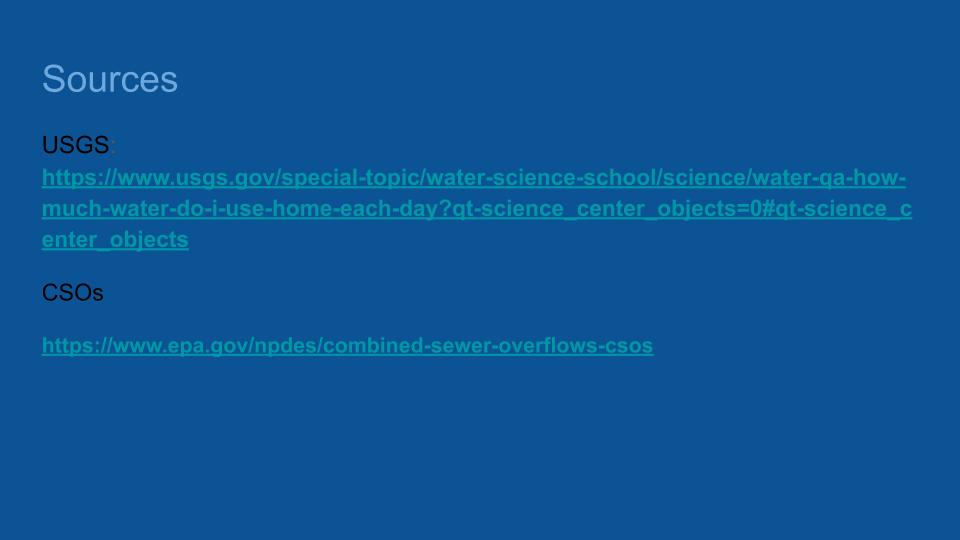 Sources
USGS:
https://www.usgs.gov/special-topic/water-science-school/science/water-qa-how-
much-water-do-i-use-home-each-day?qt-science_center_objects=0#qt-science_c
enter_objects
CSOs
https://www.epa.gov/npdes/combined-sewer-overflows-csos